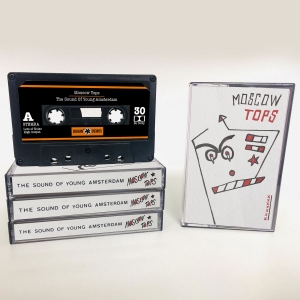 Moscow Tops
The Sound Of Young Amsterdam
A
STEREO
30
MOSCOW
TOPS
THE SOUND OF YOUNG AMSTERDAM MOSCOW TOPS
THE SOUND OF YOUNG AMSTERDAM MOSCOW TOPS
THE SOUND OF YOUNG AMSTERDAM MOSCOW TOPS